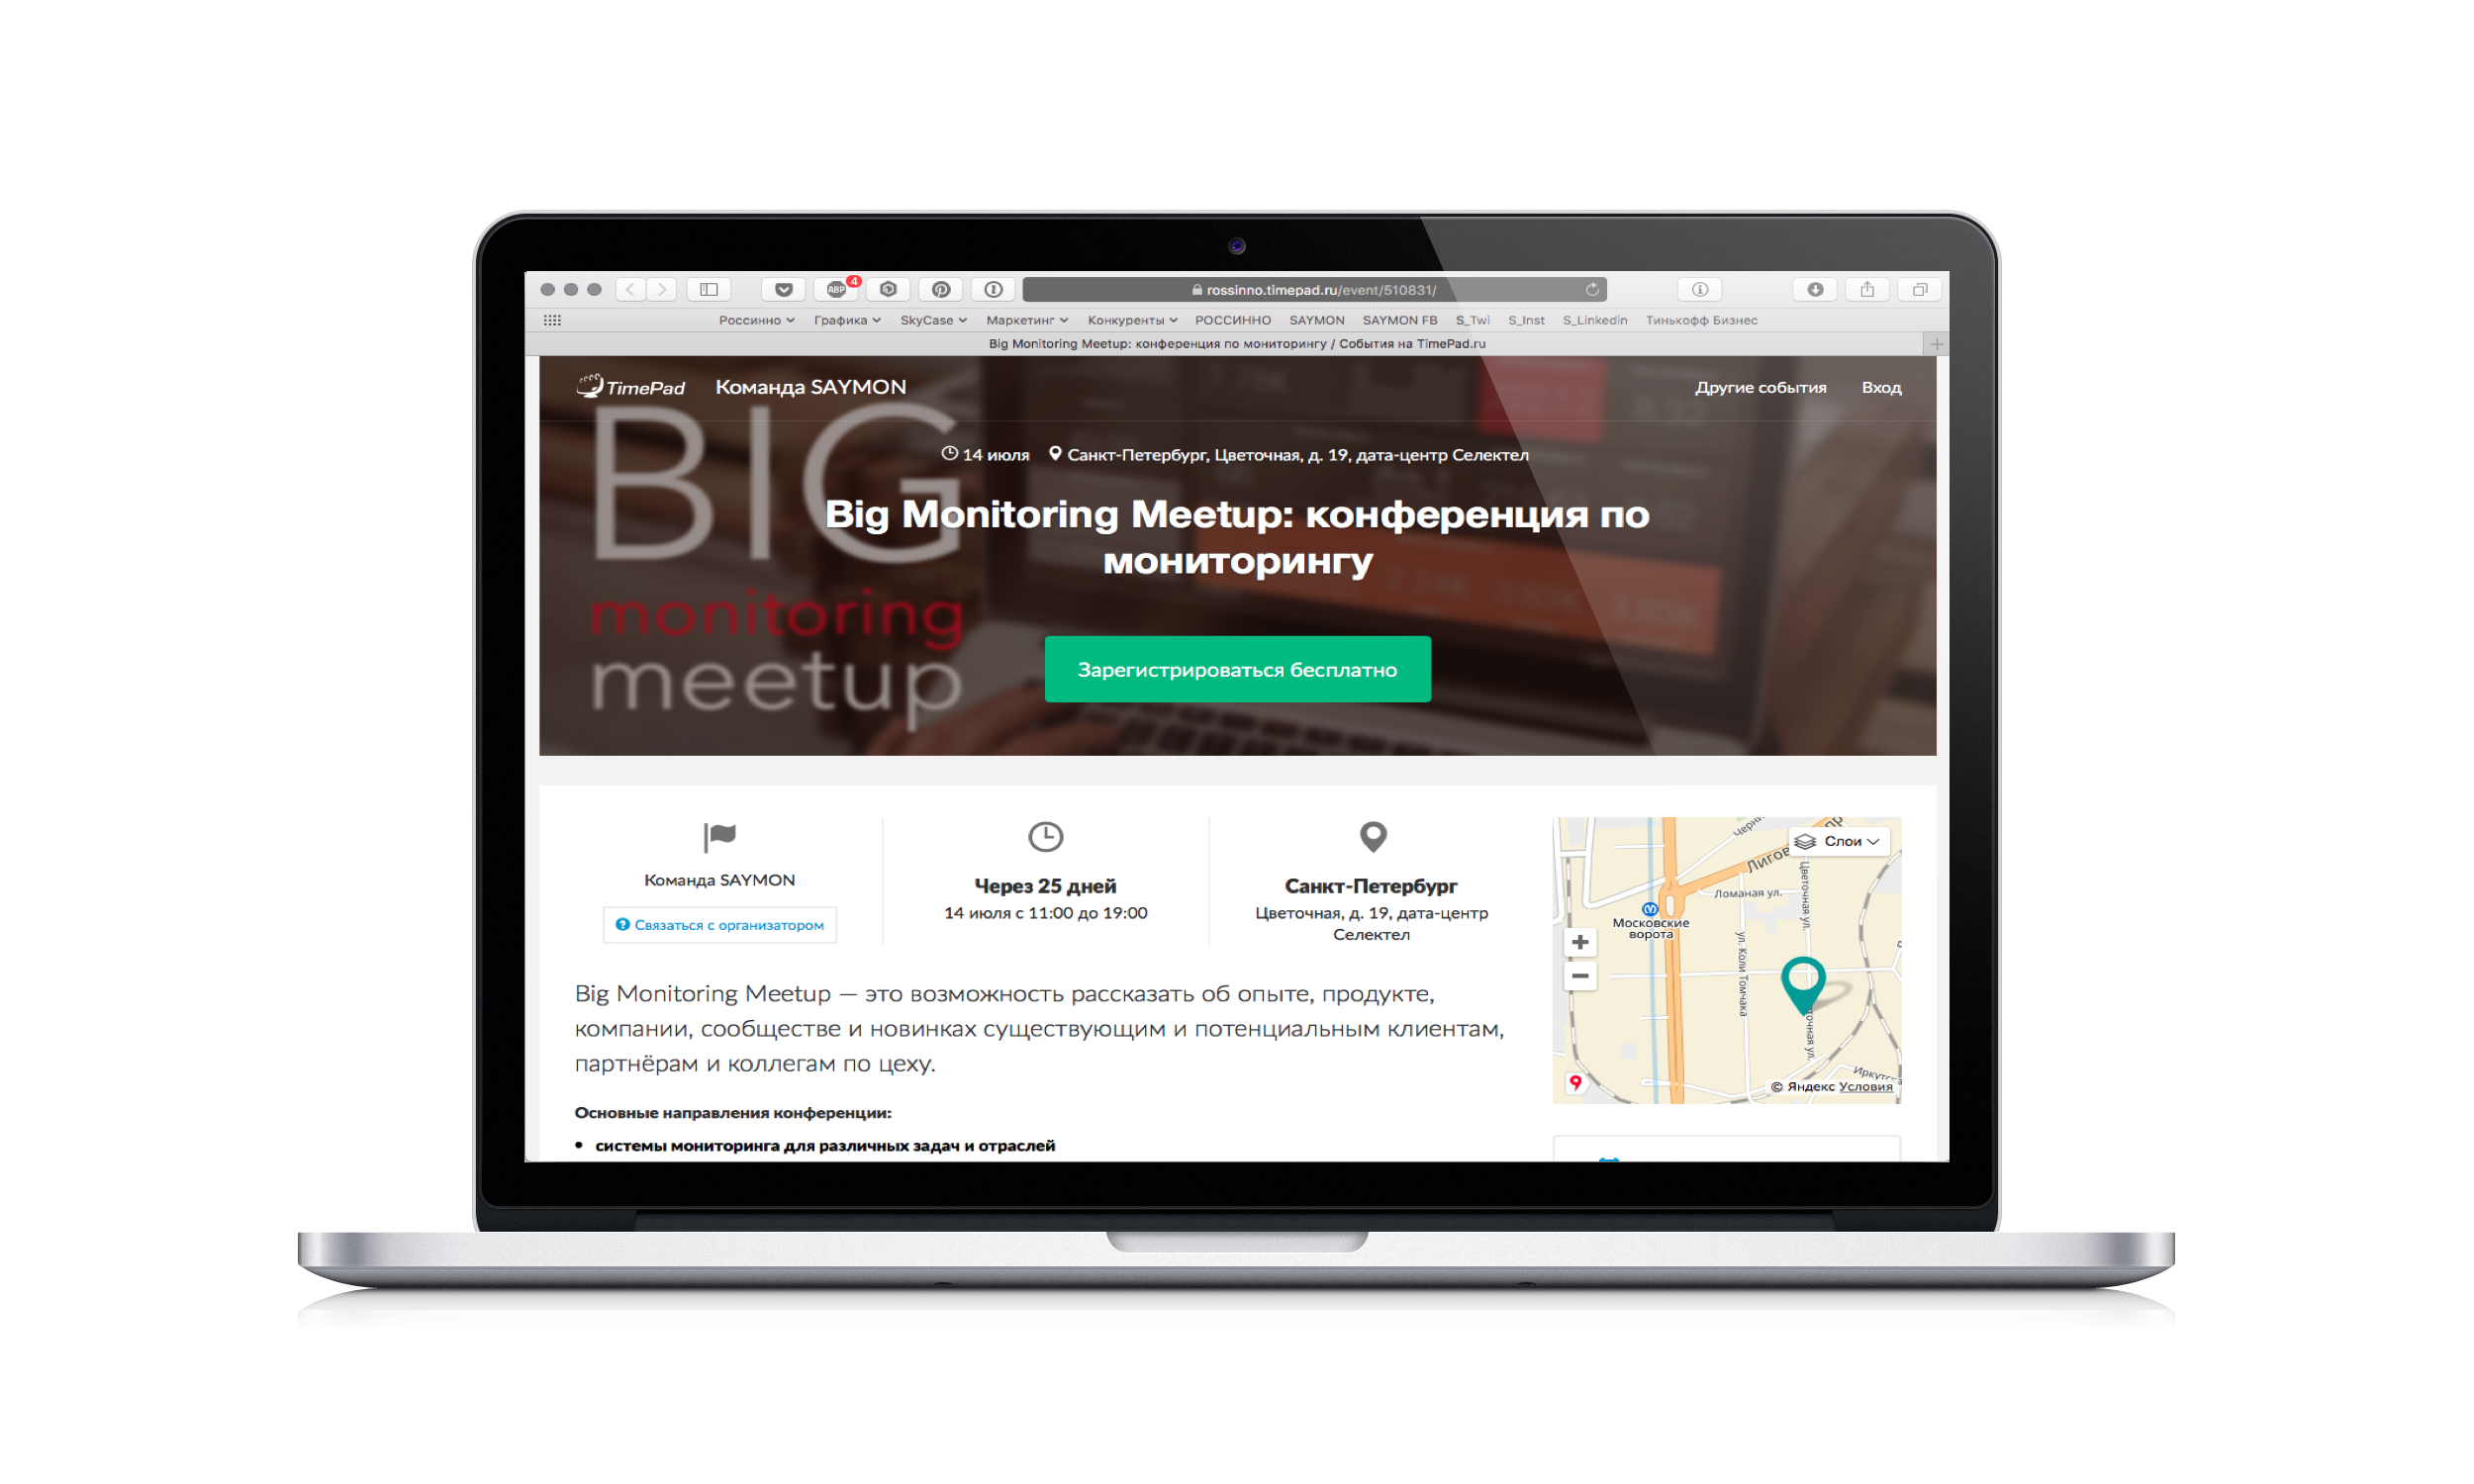 ABP 4
rossinno.timepad.ru/event/510831/
Россинно Графика SkyCase Маркетинг Конкуренты РОССИННО SAYMON SAYMON FB S_Twi S_Inst S_Linkedin Тинькофф Бизнес
Big Monitoring Meetup: конференция по мониторингу / События на TimePad.ru
TimePad Команда SAYMON Другие события Вход
BIG
monitoring
meetup
14 июля Санкт-Петербург, Цветочная, д. 19, дата-центр Селектел
Big Monitoring Meetup: конференция по
мониторингу
Зарегистрироваться бесплатно
Команда SAYMON
Связаться с организатором
Через 25 дней
14 июля с 11:00 до 19:00
Санкт-Петербург
Цветочная, д. 19, дата-центр
Селектел
Слои
Лигов
Ломаная ул.
Цветочная ул.
Московские
ворота
ул. Коли Томчака
точная ул.
© Яндекс Условия
Big Monitoring Meetup — это возможность рассказать об опыте, продукте,
компании, сообществе и новинках существующим и потенциальным клиентам,
партнёрам и коллегам по цеху.
Основные направления конференции:
• системы мониторинга для различных задач и отраслей